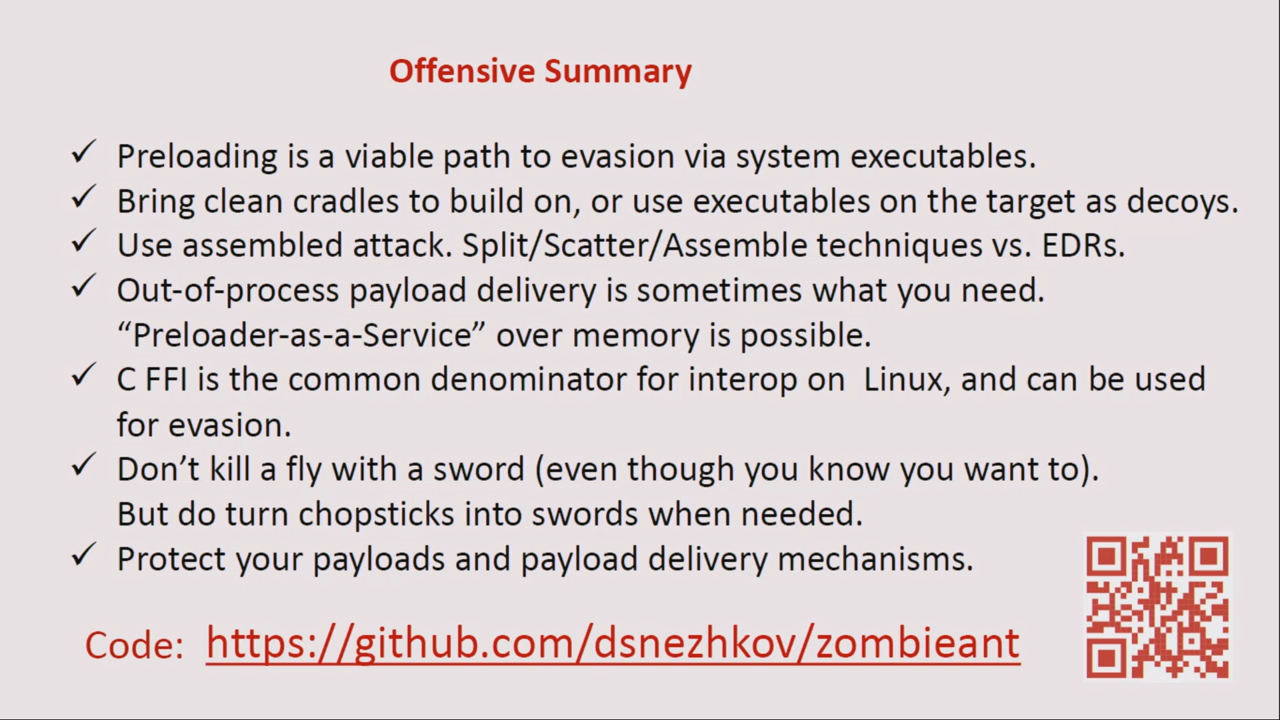 Offensive Summary
✓ Preloading is a viable path to evasion via system executables.
✓ Bring clean cradles to build on, or use executables on the target as decoys.
✓ Use assembled attack. Split/Scatter/Assemble techniques vs. EDRs.
✓ Out-of-process payload delivery is sometimes what you need.
“Preloader-as-a-Service” over memory is possible.
✓ C FFI is the common denominator for interop on Linux, and can be used
for evasion.
✓ Don’t kill a fly with a sword (even though you know you want to).
But do turn chopsticks into swords when needed.
✓ Protect your payloads and payload delivery mechanisms.
Code: https://github.com/dsnezhkov/zombieant